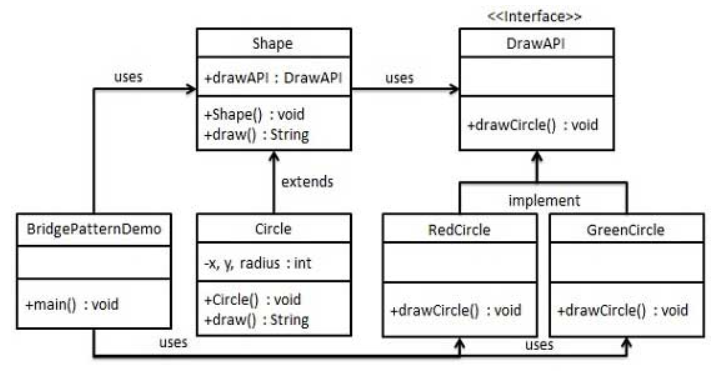 <<Interface>>
Shape
DrawAPI
+drawAPI : DrawAPI
uses
uses
+Shape() : void
+draw() : String
+drawCircle() : void
extends
implement
BridgePatternDemo
Circle
RedCircle
GreenCircle
-x, y, radius : int
+main() : void
+Circle() : void
+draw() : String
+drawCircle() : void
+drawCircle() : void
uses
uses